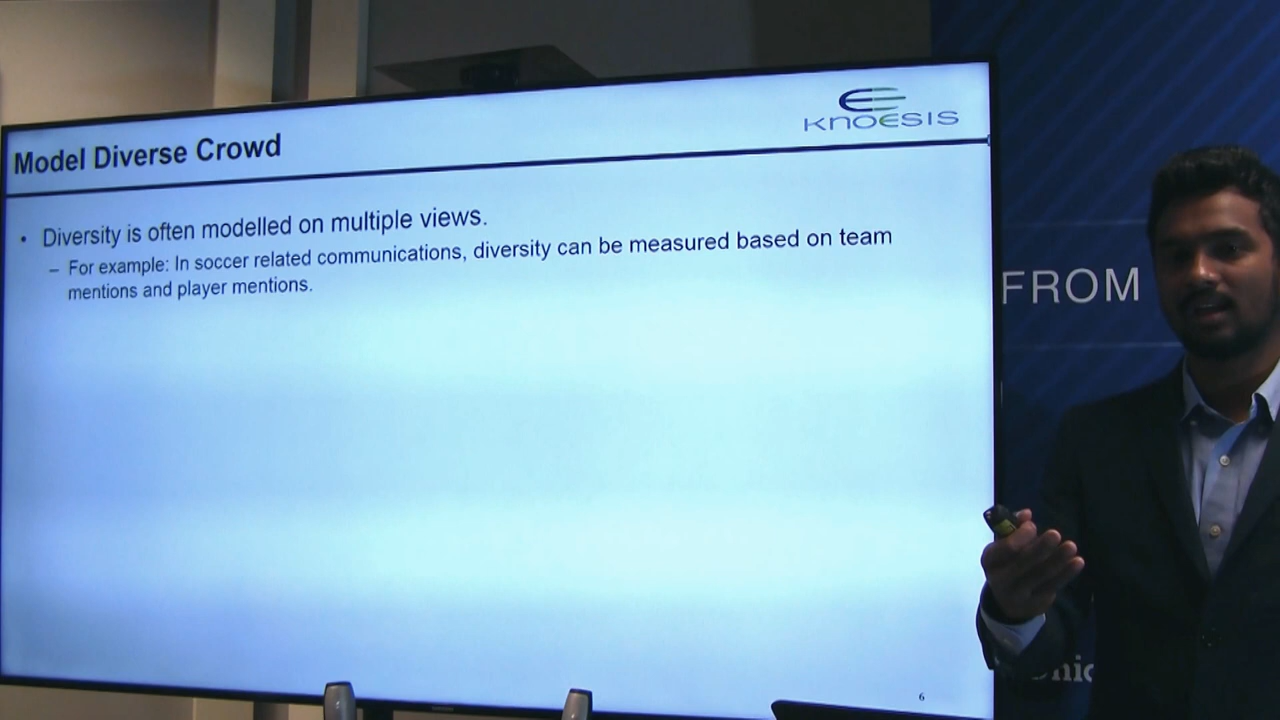 KNOESIS
Model Diverse Crowd
• Diversity is often modelled on multiple views.
– For example: In soccer related communications, diversity can be measured based on team
mentions and player mentions.
6
FROM